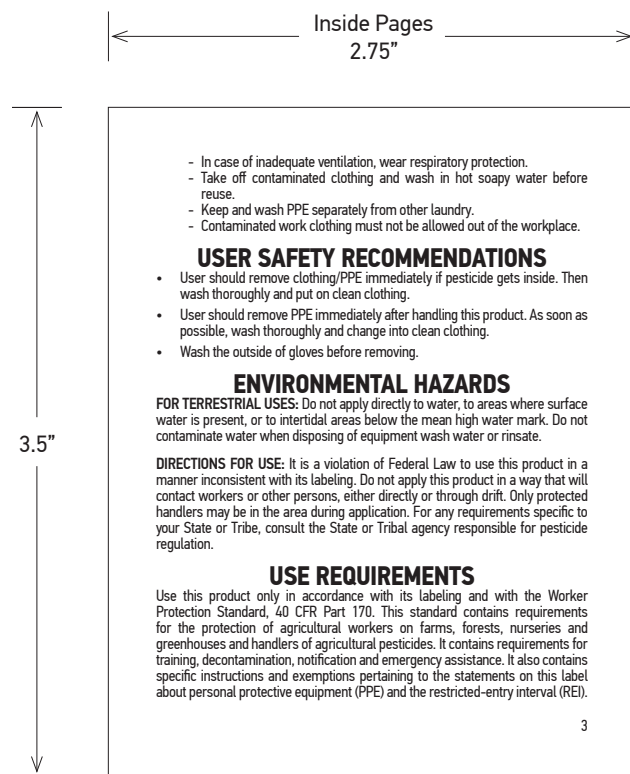 Inside Pages
2.75”
3.5”
- In case of inadequate ventilation, wear respiratory protection.
- Take off contaminated clothing and wash in hot soapy water before
reuse.
- Keep and wash PPE separately from other laundry.
- Contaminated work clothing must not be allowed out of the workplace.
USER SAFETY RECOMMENDATIONS
• User should remove clothing/PPE immediately if pesticide gets inside. Then
wash thoroughly and put on clean clothing.
• User should remove PPE immediately after handling this product. As soon as
possible, wash thoroughly and change into clean clothing.
• Wash the outside of gloves before removing.
ENVIRONMENTAL HAZARDS
FOR TERRESTRIAL USES: Do not apply directly to water, to areas where surface
water is present, or to intertidal areas below the mean high water mark. Do not
contaminate water when disposing of equipment wash water or rinsate.
DIRECTIONS FOR USE: It is a violation of Federal Law to use this product in a
manner inconsistent with its labeling. Do not apply this product in a way that will
contact workers or other persons, either directly or through drift. Only protected
handlers may be in the area during application. For any requirements specific to
your State or Tribe, consult the State or Tribal agency responsible for pesticide
regulation.
USE REQUIREMENTS
Use this product only in accordance with its labeling and with the Worker
Protection Standard, 40 CFR Part 170. This standard contains requirements
for the protection of agricultural workers on farms, forests, nurseries and
greenhouses and handlers of agricultural pesticides. It contains requirements for
training, decontamination, notification and emergency assistance. It also contains
specific instructions and exemptions pertaining to the statements on this label
about personal protective equipment (PPE) and the restricted-entry interval (REI).
3